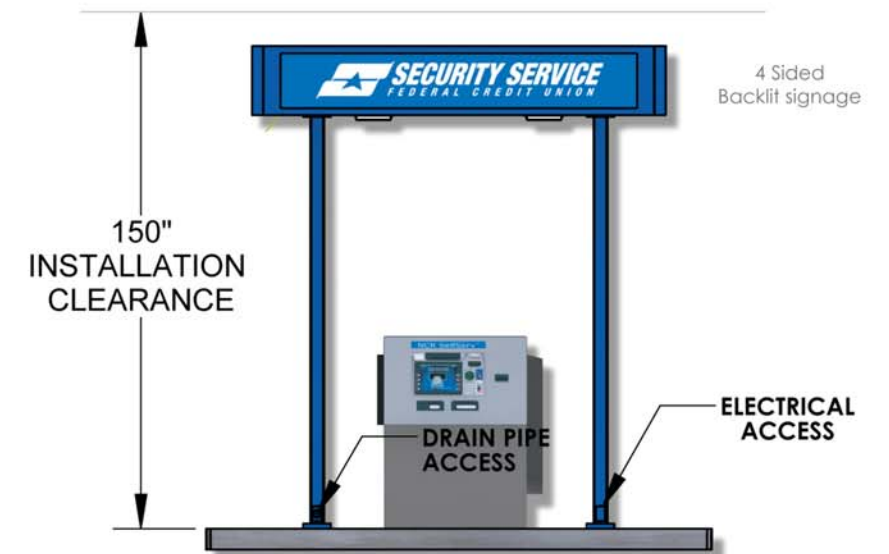 SECURITY SERVICE
FEDERAL CREDIT UNION
4 Sided
Backlit signage
150"
INSTALLATION
CLEARANCE
NCR SelfServ
DRAIN PIPE
ACCESS
ELECTRICAL
ACCESS